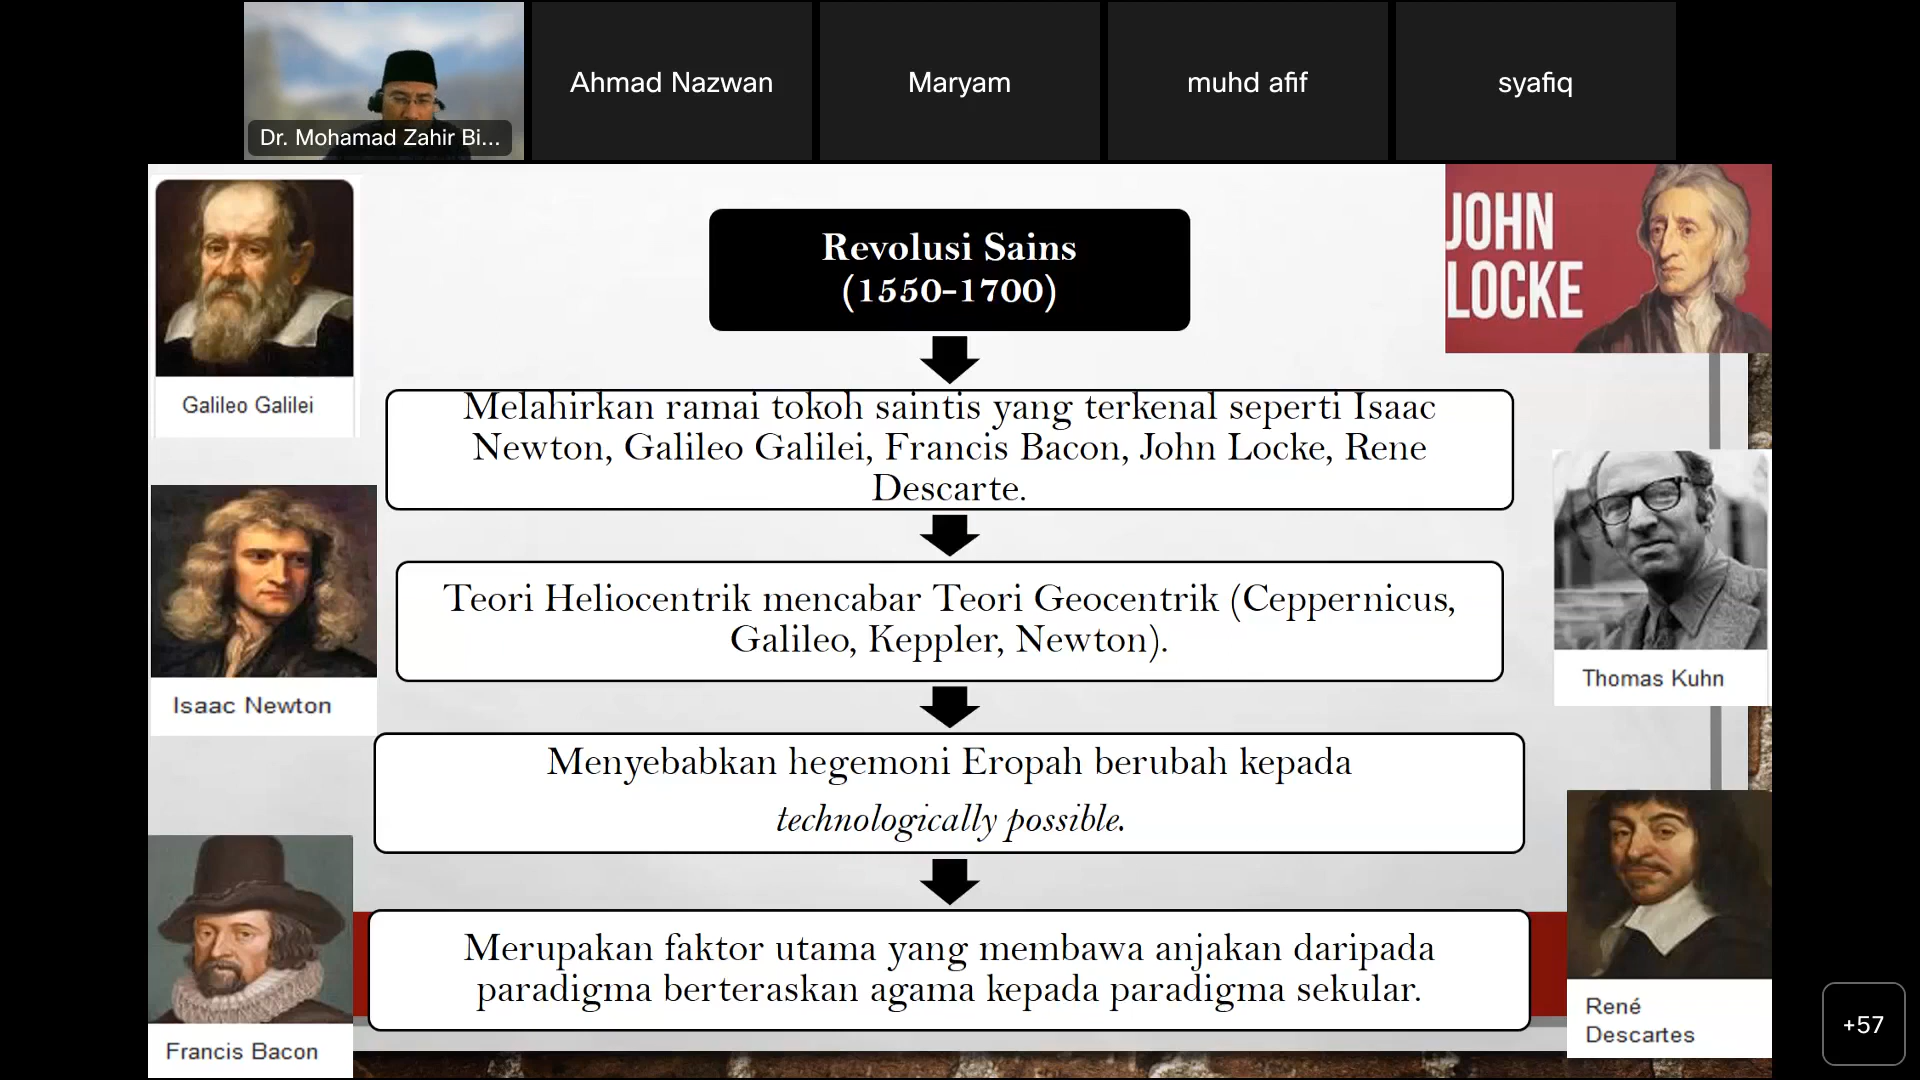 Dr. Mohamad Zahir Bi...
Ahmad Nazwan
Maryam
muhd afif
syafiq
Revolusi Sains
(1550-1700)
JOHN
LOCKE
Galileo Galilei
Melahirkan ramai tokoh saintis yang terkenal seperti Isaac
Newton, Galileo Galilei, Francis Bacon, John Locke, Rene
Descarte.
Teori Heliocentrik mencabar Teori Geocentrik (Ceppernicus,
Galileo, Keppler, Newton).
Isaac Newton
Thomas Kuhn
Menyebabkan hegemoni Eropah berubah kepada
technologically possible.
Merupakan faktor utama yang membawa anjakan daripada
paradigma berteraskan agama kepada paradigma sekular.
Francis Bacon
René
Descartes
+57